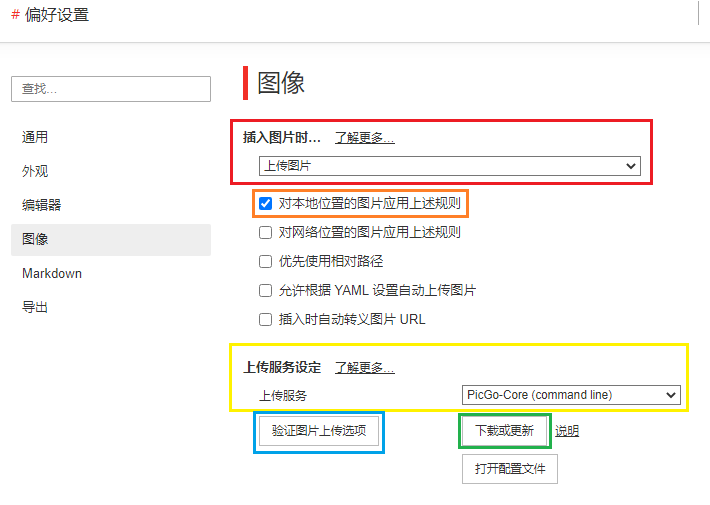 # 偏好设置
查找...
通用
外观
编辑器
图像
Markdown
导出
图像
插入图片时... 了解更多...
上传图片
对本地位置的图片应用上述规则
对网络位置的图片应用上述规则
优先使用相对路径
允许根据 YAML 设置自动上传图片
插入时自动转义图片 URL
上传服务设定 了解更多...
上传服务 PicGo-Core (command line)
验证图片上传选项 下载或更新 说明
打开配置文件